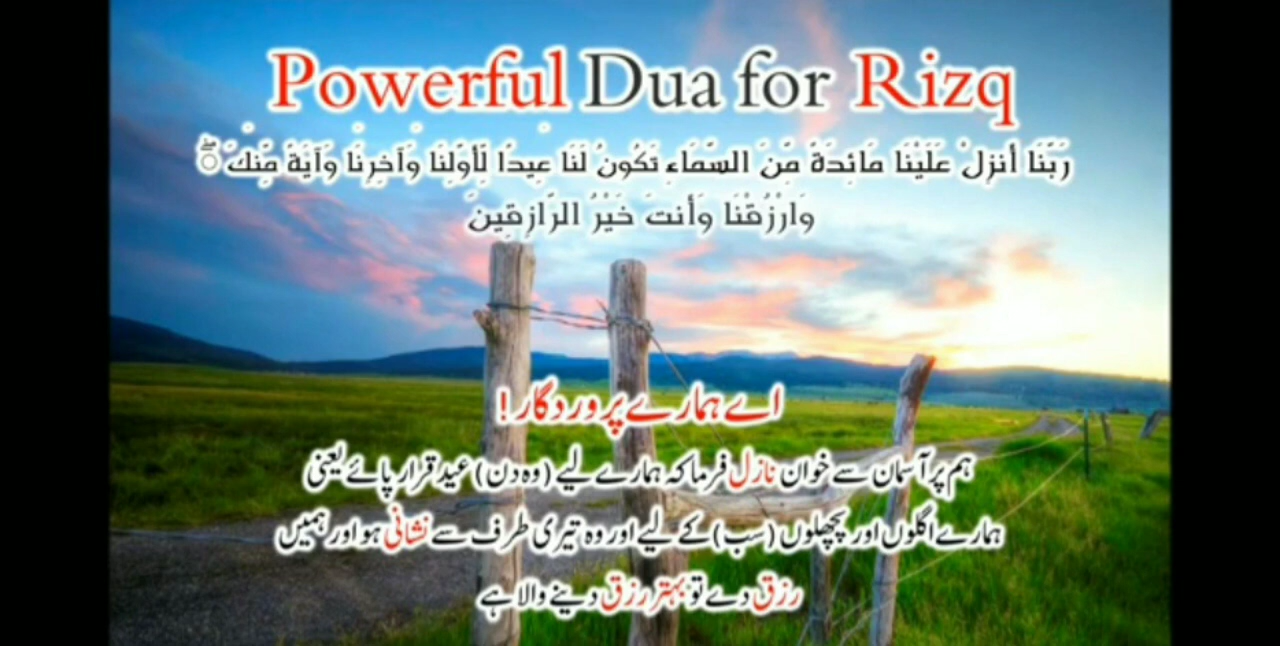 Powerful Dua for Rizq
رَبَّنَا أَنزِلْ عَلَيْنَا مَائِدَةً مِّنَ السَّمَاءِ تَكُونُ لَنَا عِيدًا لِّأَوَّلِنَا وَآخِرِنَا وَآيَةً مِّنكَ ۖ
وَارْزُقْنَا وَأَنتَ خَيْرُ الرَّازِقِينَ
اے ہمارے پروردگار !
ہم پر آسمان سے خوان نازل فرما کہ ہمارے لیے (وہ دن) عید قرار پائے یعنی
ہمارے اگلوں اور پچھلوں (سب) کے لیے اور وہ تیری طرف سے نشانی ہو اور ہمیں
رزق دے تو بہتر رزق دینے والا ہے